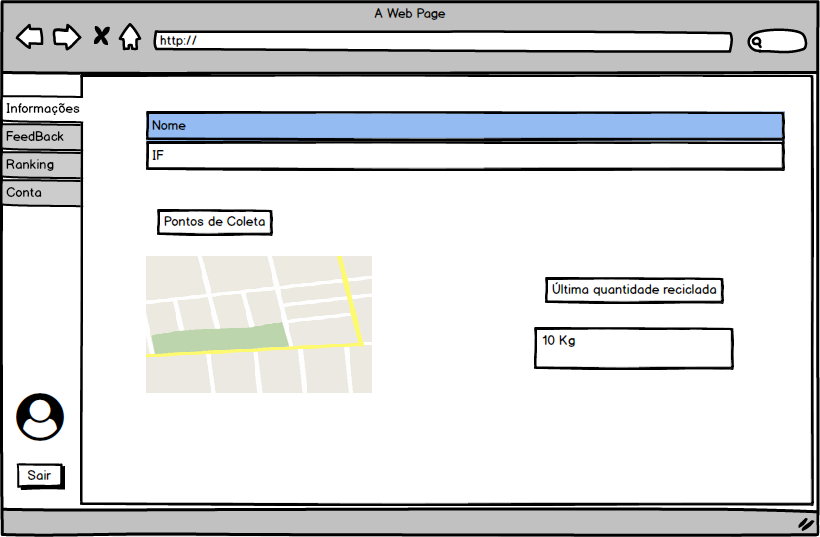 A Web Page
http://
Informações
FeedBack
Ranking
Conta
Nome
IF
Pontos de Coleta
Última quantidade reciclada
10 Kg
Sair